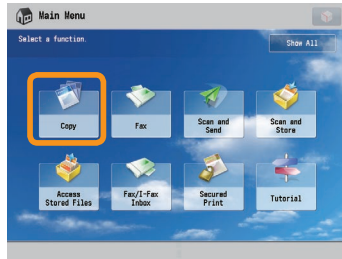 Main Menu
Select a function.
Show All
Copy
Fax
Scan and
Send
Scan and
Store
Access
Stored Files
Fax/I-Fax
Inbox
Secured
Print
Tutorial